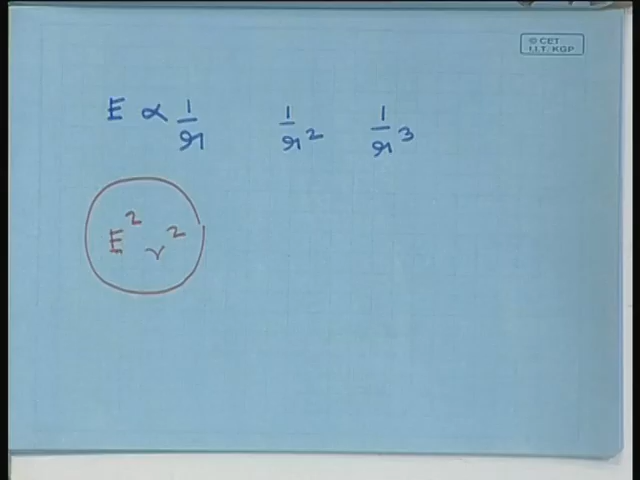 © CET
I.I.T. KGP
E ∝ 1/r 1/r² 1/r³
E² r²